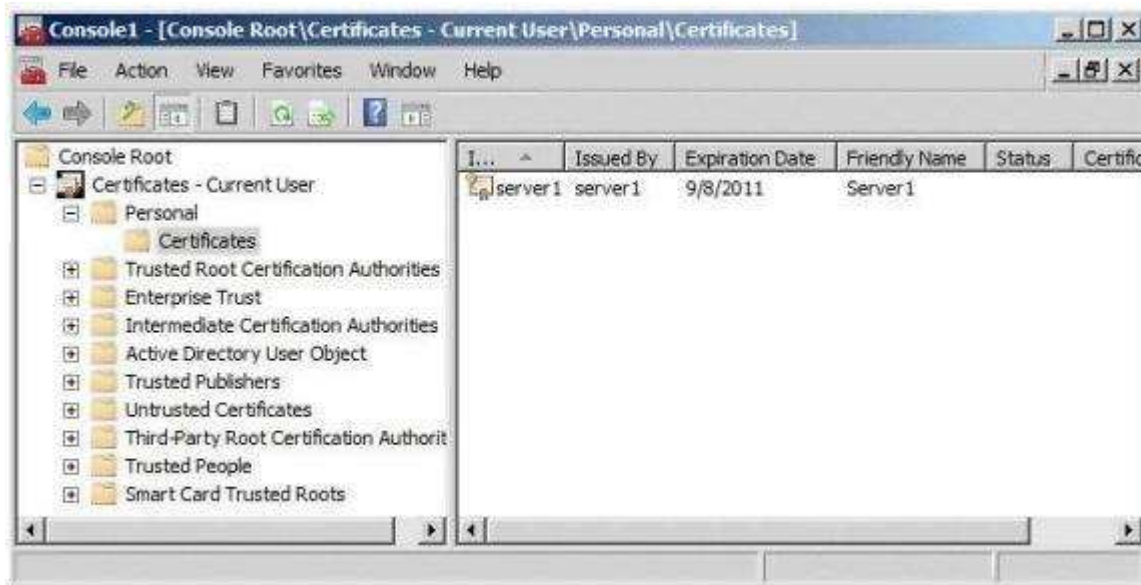 Console1 - [Console Root\Certificates - Current User\Personal\Certificates]
File Action View Favorites Window Help
Console Root
Certificates - Current User
Personal
Certificates
Trusted Root Certification Authorities
Enterprise Trust
Intermediate Certification Authorities
Active Directory User Object
Trusted Publishers
Untrusted Certificates
Third-Party Root Certification Authorit
Trusted People
Smart Card Trusted Roots
I... Issued By Expiration Date Friendly Name Status Certific
server1 server1 9/8/2011 Server1